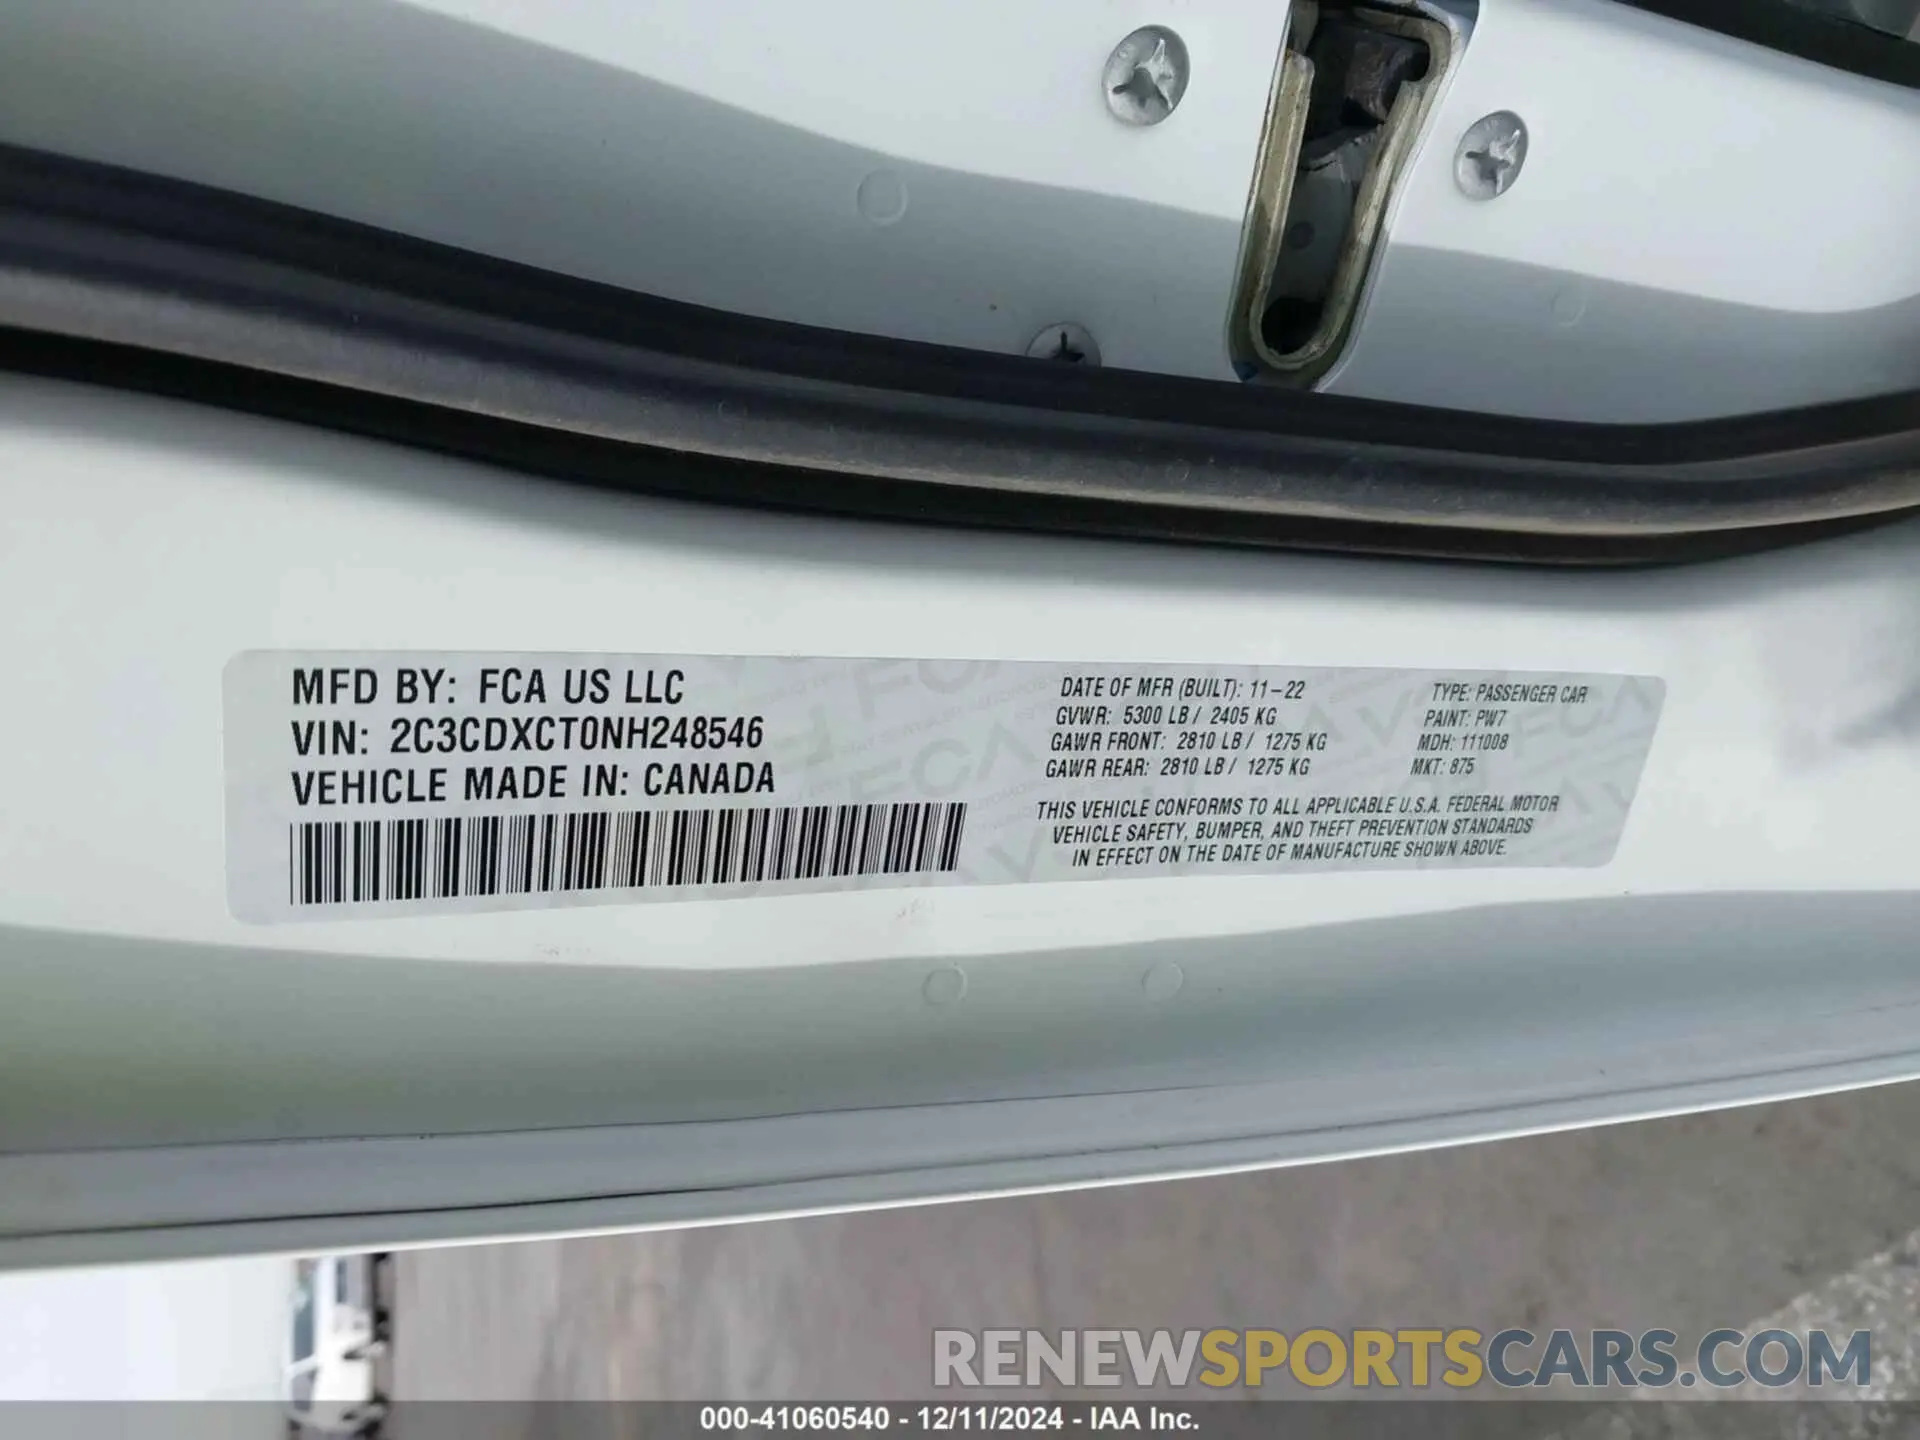 MFD BY: FCA US LLC
VIN: 2C3CDXCT0NH248546
VEHICLE MADE IN: CANADA
DATE OF MFR (BUILT): 11-22
GVWR: 5300 LB / 2405 KG
GAWR FRONT: 2810 LB / 1275 KG
GAWR REAR: 2810 LB / 1275 KG
TYPE: PASSENGER CAR
PAINT: PW7
MDH: 111008
MKT: 875
THIS VEHICLE CONFORMS TO ALL APPLICABLE U.S.A. FEDERAL MOTOR
VEHICLE SAFETY, BUMPER, AND THEFT PREVENTION STANDARDS
IN EFFECT ON THE DATE OF MANUFACTURE SHOWN ABOVE.
RENEWSPORTSCARS.COM
000-41060540 - 12/11/2024 - IAA Inc.